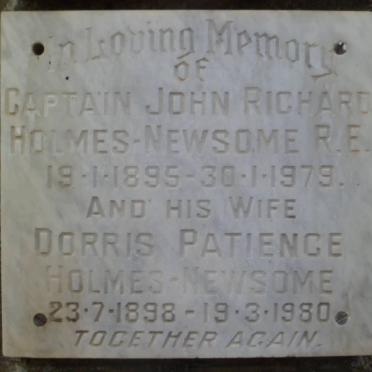 In Loving Memory
OF
CAPTAIN JOHN RICHARD
HOLMES-NEWSOME R.E.
19·1·1895-30·1·1979.
AND HIS WIFE
DORRIS PATIENCE
HOLMES-NEWSOME
23·7·1898 - 19·3·1980
TOGETHER AGAIN.